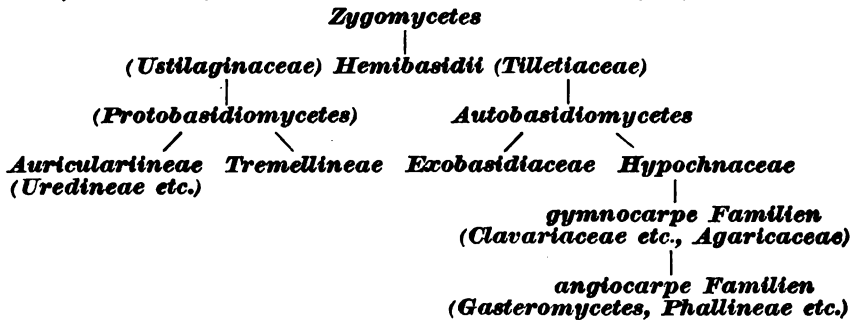 Zygomycetes
(Ustilaginaceae) Hemibasidii (Tilletiaceae)
(Protobasidiomycetes) Autobasidiomycetes
Auriculariineae Tremellineae Exobasidiaceae Hypochnaceae
(Uredineae etc.)
gymnocarpe Familien
(Clavariaceae etc., Agaricaceae)
angiocarpe Familien
(Gasteromycetes, Phallineae etc.)